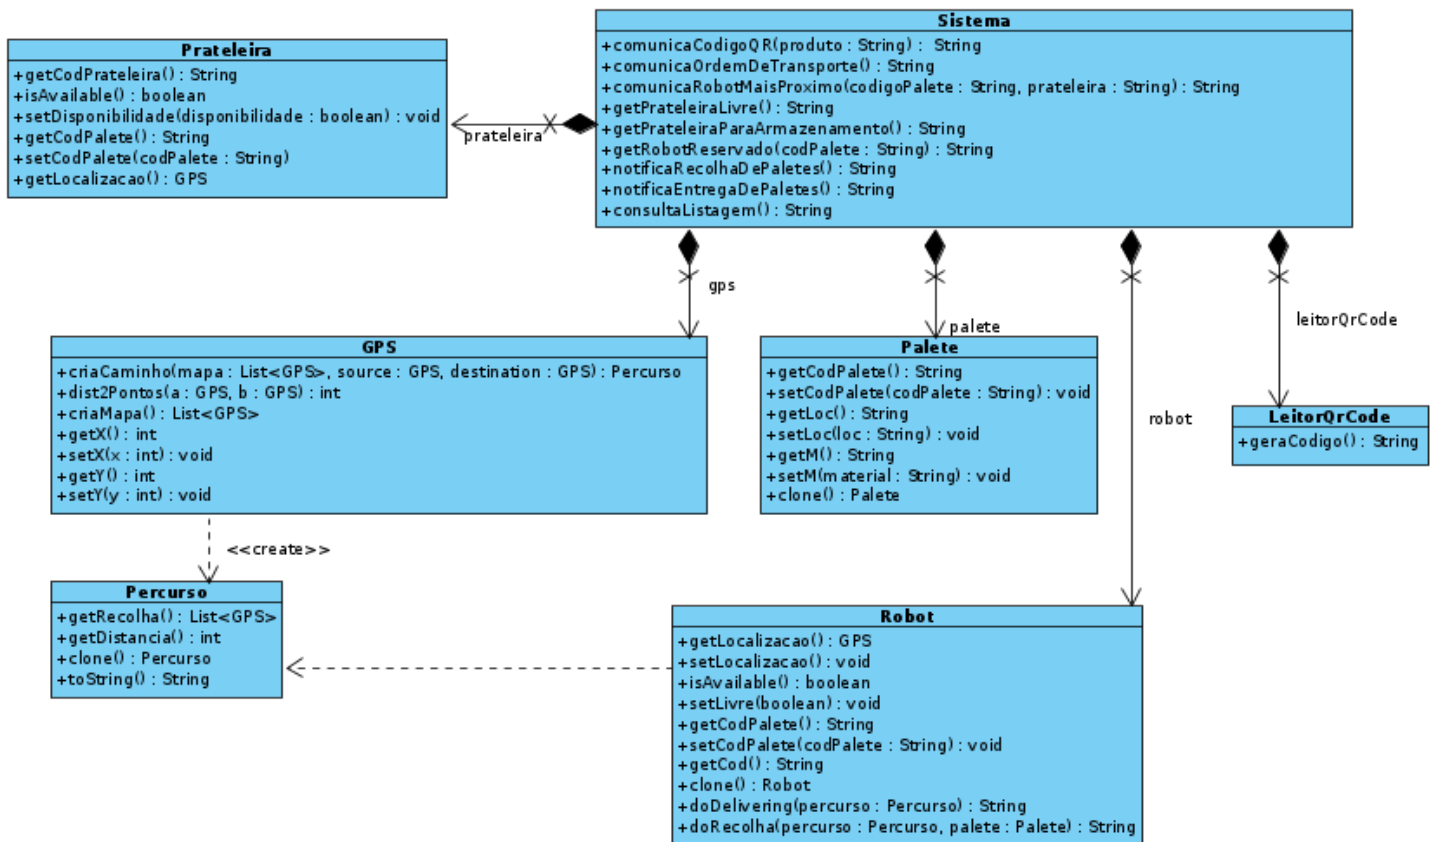 Sistema
+comunicaCodigoQR(produto : String) : String
+comunicaOrdemDeTransporte() : String
+comunicaRobotMaisProximo(codigoPalete : String, prateleira : String) : String
+getPrateleiraLivre() : String
+getPrateleiraParaArmazenamento() : String
+getRobotReservado(codPalete : String) : String
+notificaRecolhaDePaletes() : String
+notificaEntregaDePaletes() : String
+consultaListagem() : String
Prateleira
+getCodPrateleira() : String
+isAvailable() : boolean
+setDisponibilidade(disponibilidade : boolean) : void
+getCodPalete() : String
+setCodPalete(codPalete : String)
+getLocalizacao() : GPS
prateleira
gps
palete
robot
leitorQrCode
GPS
+criaCaminho(mapa : List<GPS>, source : GPS, destination : GPS) : Percurso
+dist2Pontos(a : GPS, b : GPS) : int
+criaMapa() : List<GPS>
+getX() : int
+setX(x : int) : void
+getY() : int
+setY(y : int) : void
Palete
+getCodPalete() : String
+setCodPalete(codPalete : String) : void
+getLoc() : String
+setLoc(loc : String) : void
+getM() : String
+setM(material : String) : void
+clone() : Palete
LeitorQrCode
+geraCodigo() : String
<<create>>
Percurso
+getRecolha() : List<GPS>
+getDistancia() : int
+clone() : Percurso
+toString() : String
Robot
+getLocalizacao() : GPS
+setLocalizacao() : void
+isAvailable() : boolean
+setLivre(boolean) : void
+getCodPalete() : String
+setCodPalete(codPalete : String) : void
+getCod() : String
+clone() : Robot
+doDelivering(percurso : Percurso) : String
+doRecolha(percurso : Percurso, palete : Palete) : String